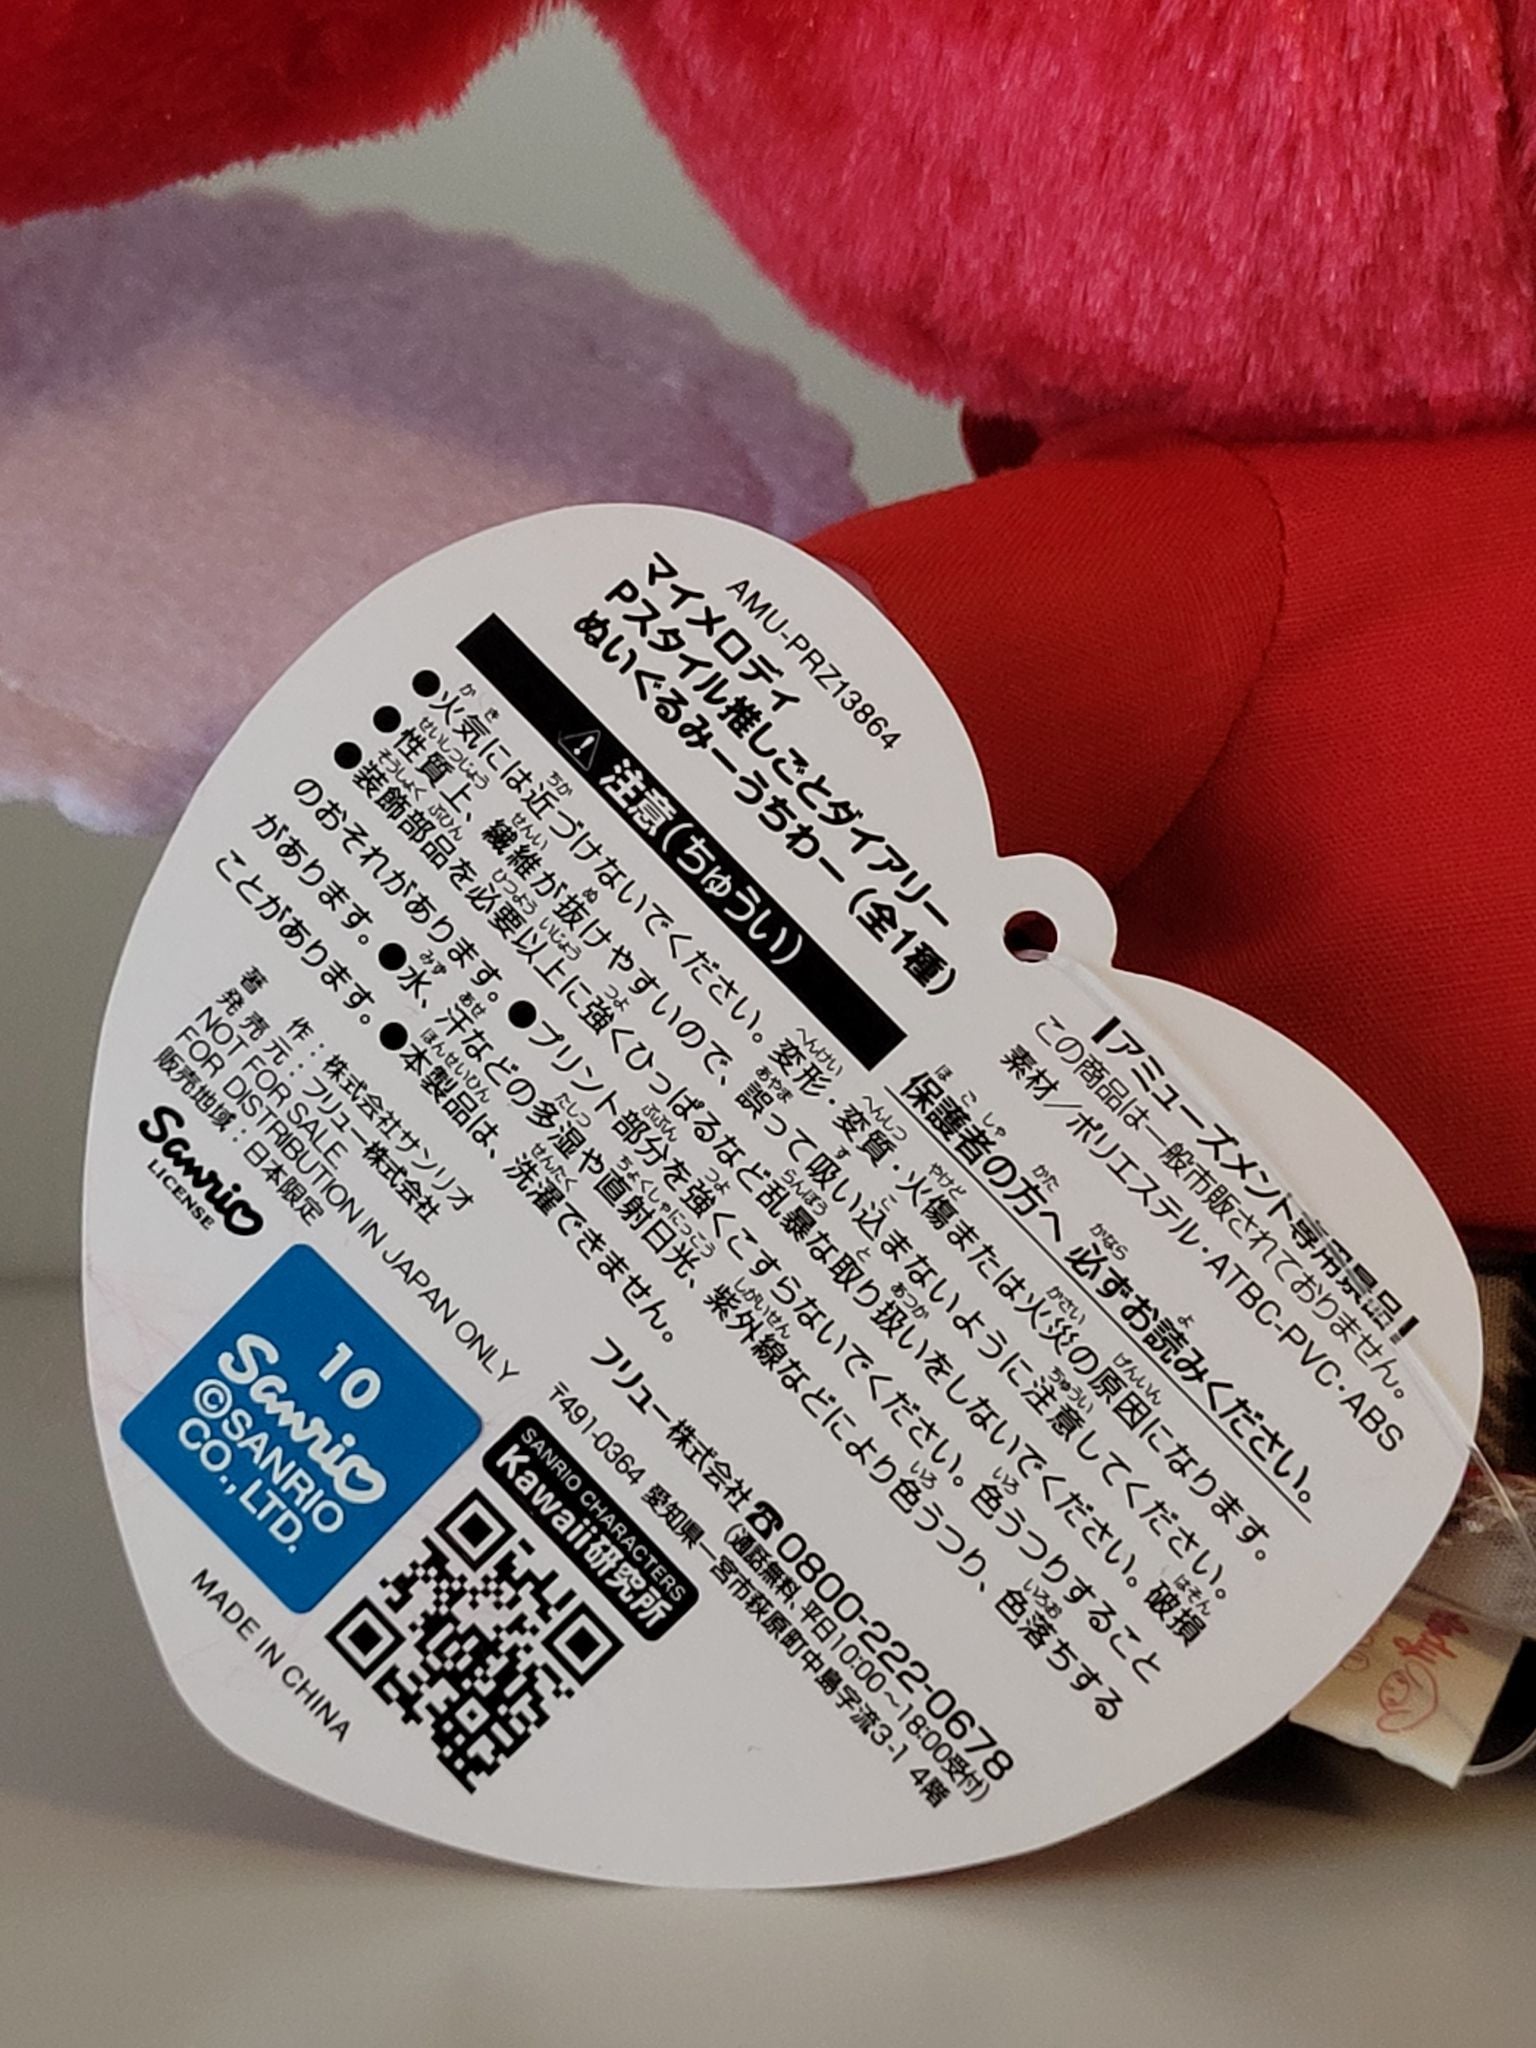 AMU-PRZ13864
マイメロディ
Pスタイル推しごとダイアリー
ぬいぐるみーうちわー(全1種)
【アミューズメント専用景品】
この商品は一般市販されておりません。
素材/ポリエステル・ATBC-PVC・ABS
注意(ちゅうい)
保護者の方へ 必ずお読みください。
●火気には近づけないでください。変形・変質・火傷または火災の原因になります。
●性質上、繊維が抜けやすいので、誤って吸い込まないように注意してください。
●装飾部品を必要以上に強くひっぱるなど乱暴な取り扱いをしないでください。破損
のおそれがあります。●プリント部分を強くこすらないでください。色うつりすること
があります。●水、汗などの多湿や直射日光、紫外線などにより色うつり、色落ちする
ことがあります。●本製品は、洗濯できません。
著 作:株式会社サンリオ
発売元:フリュー株式会社
NOT FOR SALE
FOR DISTRIBUTION IN JAPAN ONLY
販売地域:日本限定
Sanrio
LICENSE
10
Sanrio
©SANRIO
CO., LTD.
MADE IN CHINA
SANRIO CHARACTERS
Kawaii研究所
フリュー株式会社 ☎0800-222-0678
(通話無料、平日10:00~18:00受付)
〒491-0364 愛知県一宮市萩原町中島字流3-1 4階